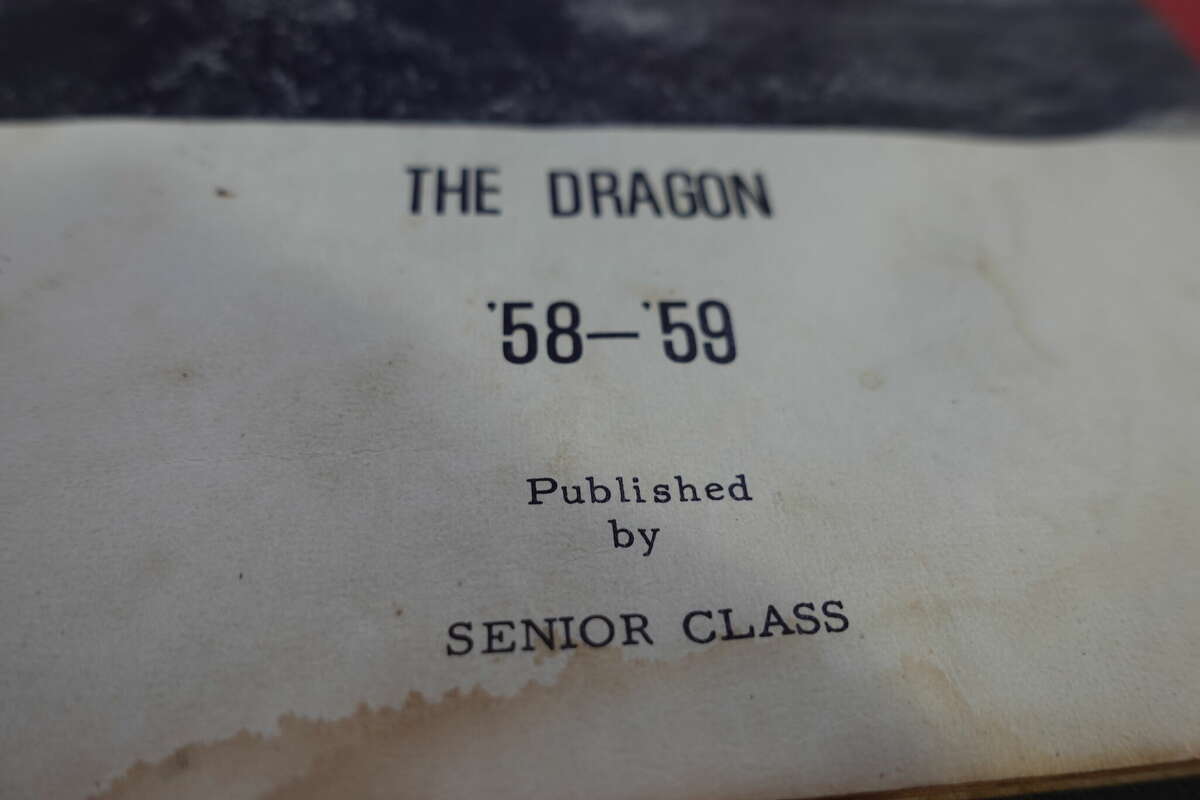 THE DRAGON
'58—'59
Published
by
SENIOR CLASS